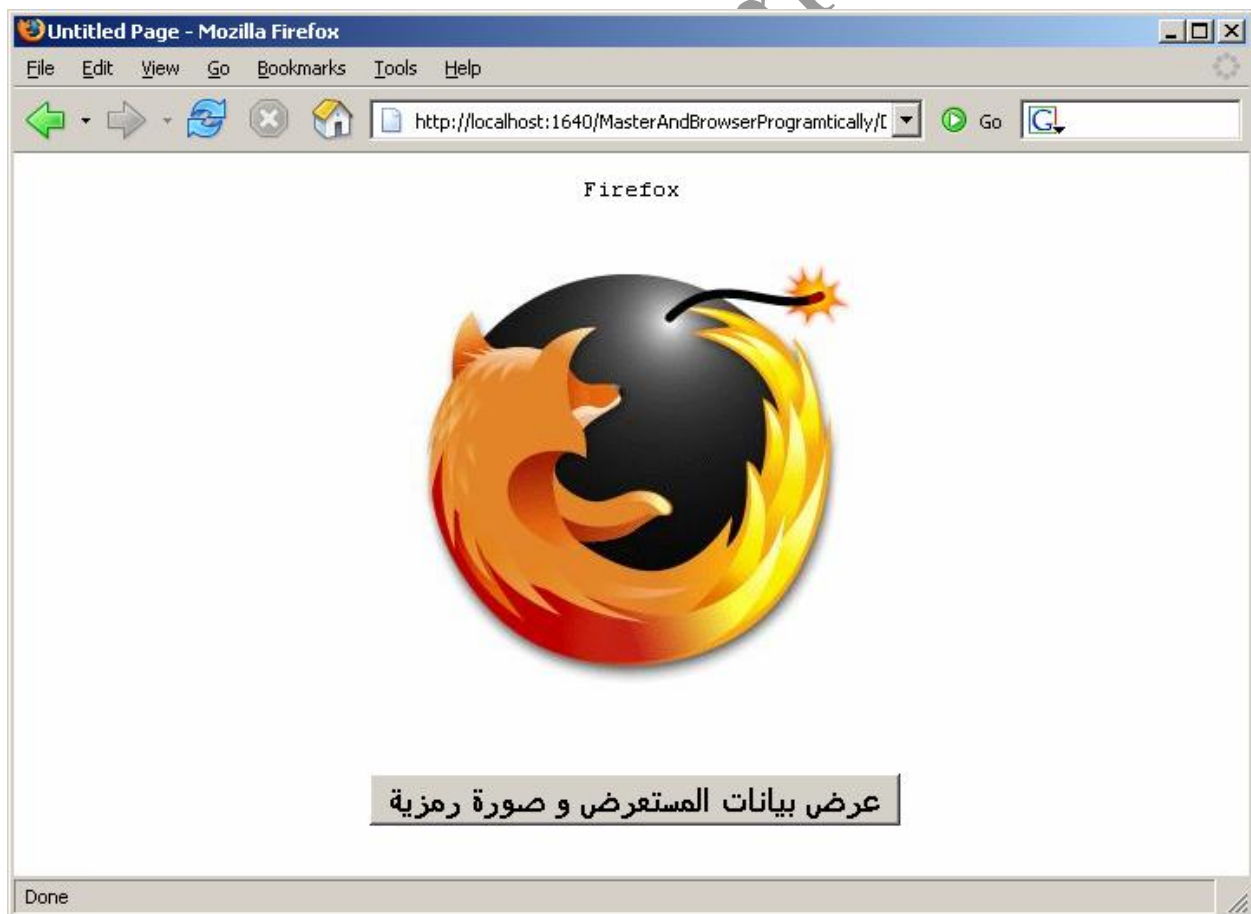 Untitled Page - Mozilla Firefox
File Edit View Go Bookmarks Tools Help
http://localhost:1640/MasterAndBrowserProgramtically/ Go G
Firefox
عرض بيانات المستعرض و صورة رمزية
Done